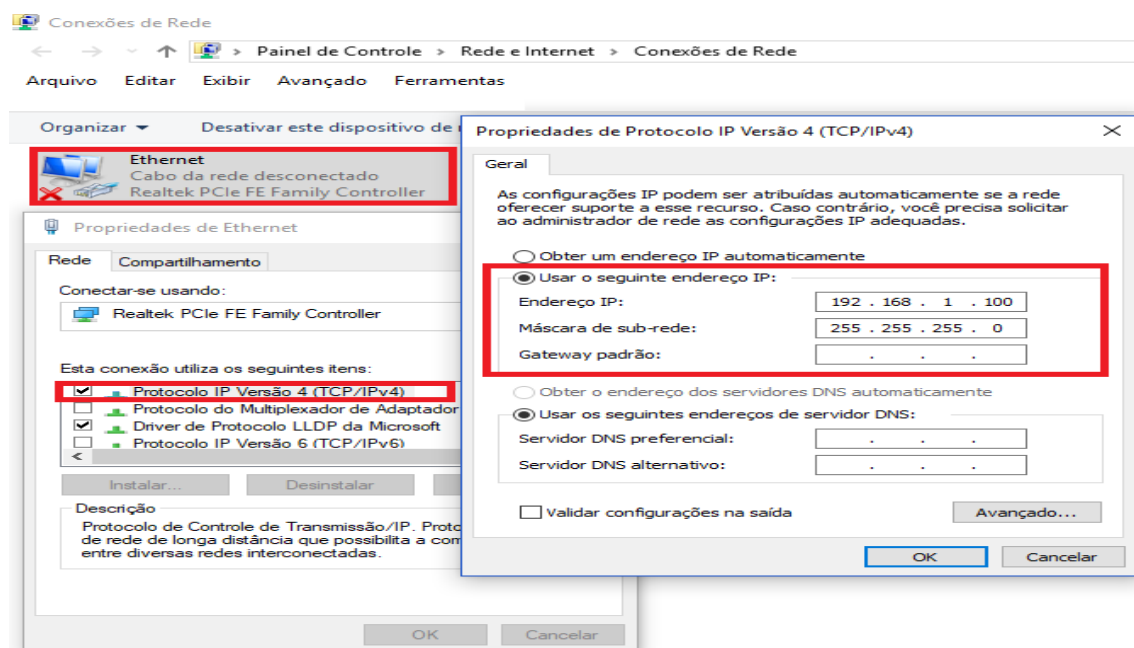 Conexões de Rede
Painel de Controle > Rede e Internet > Conexões de Rede
Arquivo Editar Exibir Avançado Ferramentas
Organizar Desativar este dispositivo de
Ethernet
Cabo da rede desconectado
Realtek PCIe FE Family Controller
Propriedades de Ethernet
Rede Compartilhamento
Conectar-se usando:
Realtek PCIe FE Family Controller
Esta conexão utiliza os seguintes itens:
Protocolo IP Versão 4 (TCP/IPv4)
Protocolo do Multiplexador de Adaptador
Driver de Protocolo LLDP da Microsoft
Protocolo IP Versão 6 (TCP/IPv6)
Instalar... Desinstalar
Descrição
Protocolo de Controle de Transmissão/IP.
de rede de longa distância que possibilita a
entre diversas redes interconectadas.
OK Cancelar
Propriedades de Protocolo IP Versão 4 (TCP/IPv4)
Geral
As configurações IP podem ser atribuídas automaticamente se a rede
oferecer suporte a esse recurso. Caso contrário, você precisa solicitar
ao administrador de rede as configurações IP adequadas.
Obter um endereço IP automaticamente
Usar o seguinte endereço IP:
Endereço IP: 192 . 168 . 1 . 100
Máscara de sub-rede: 255 . 255 . 255 . 0
Gateway padrão: . . .
Obter o endereço dos servidores DNS automaticamente
Usar os seguintes endereços de servidor DNS:
Servidor DNS preferencial: . . .
Servidor DNS alternativo: . . .
Validar configurações na saída Avançado...
OK Cancelar